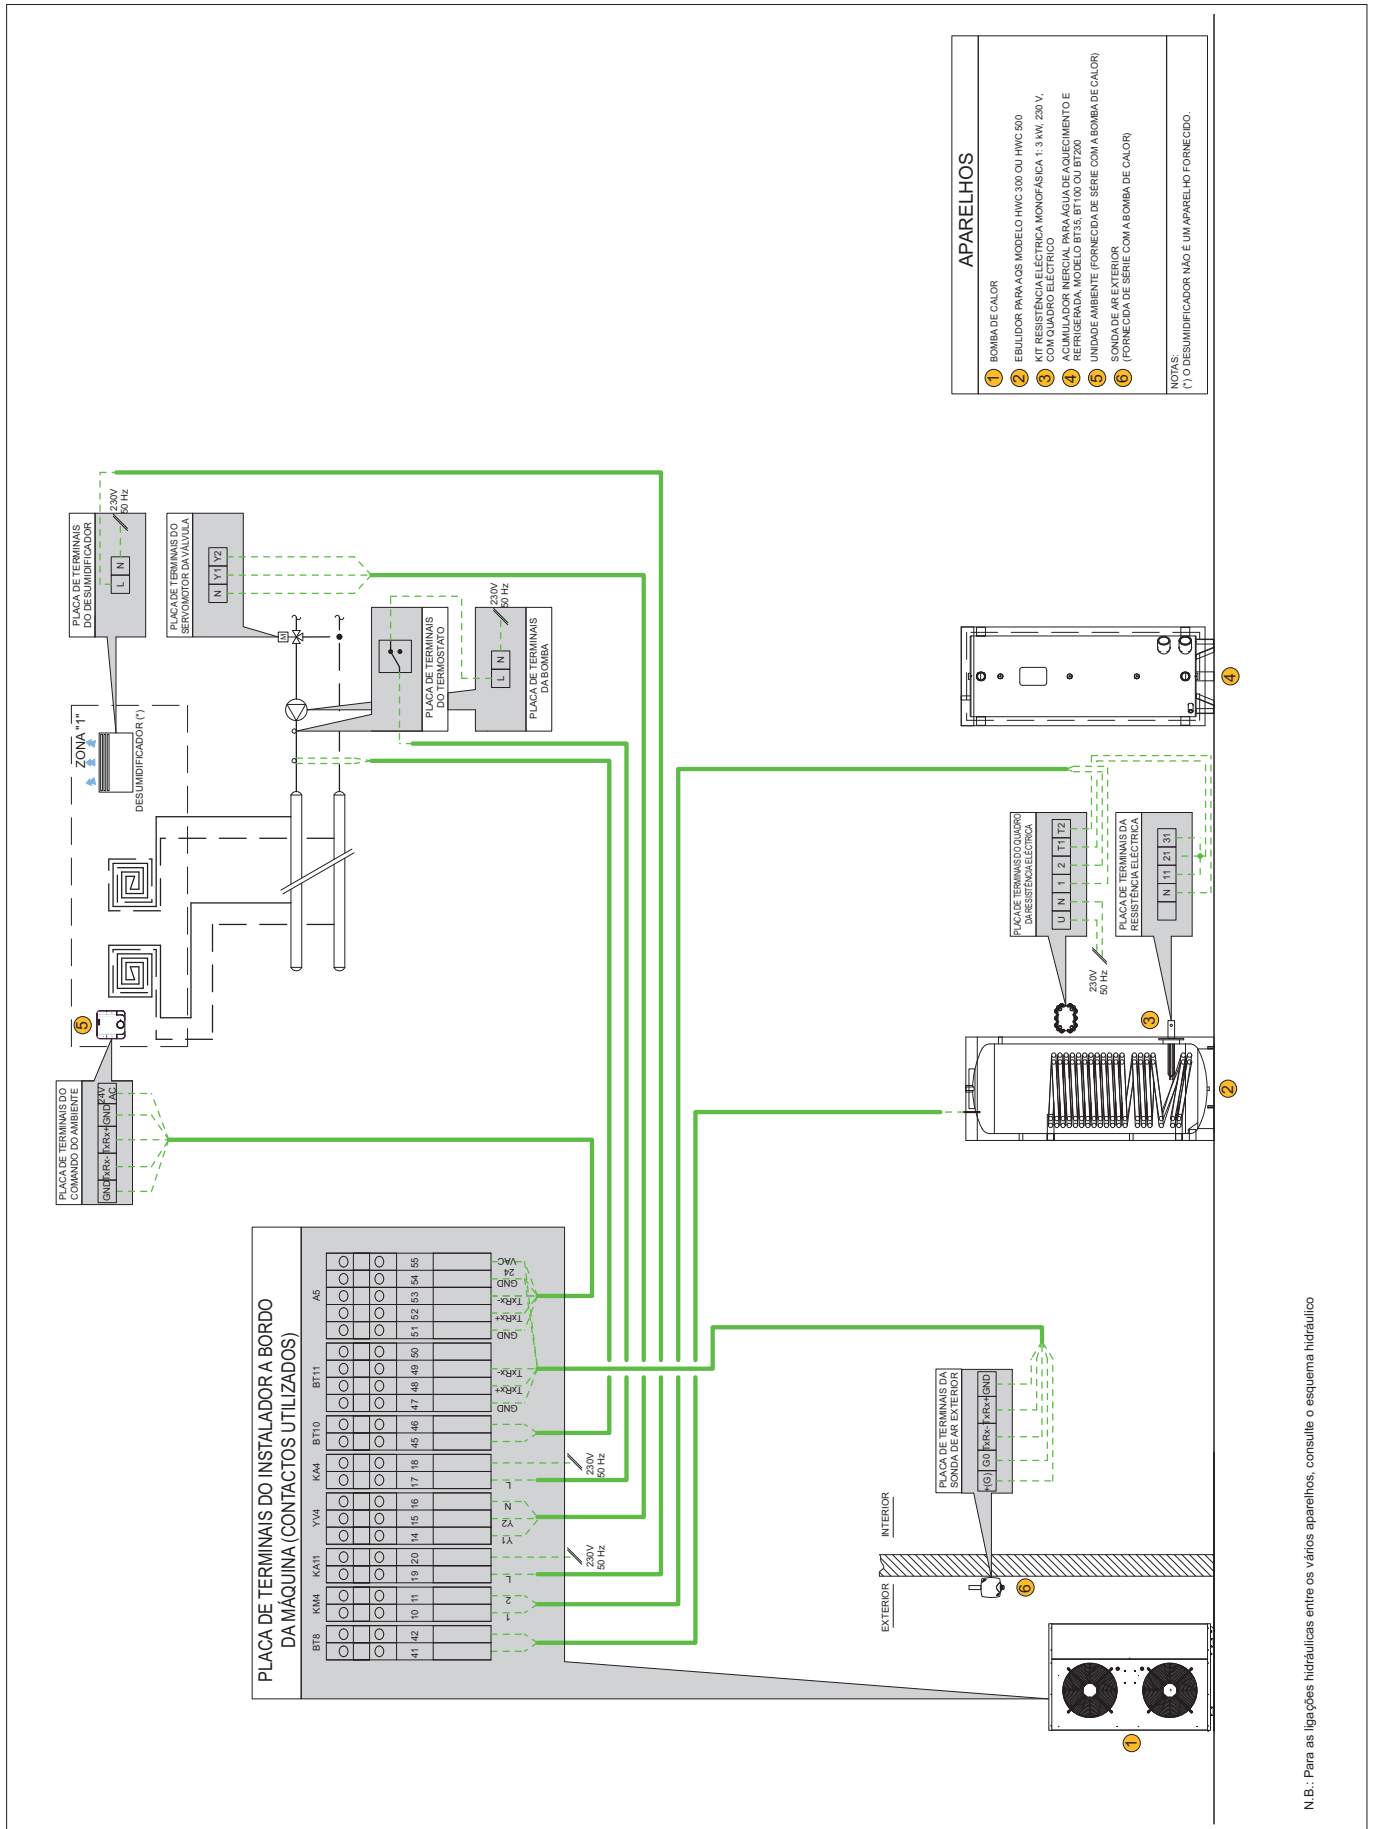 PLACA DE TERMINAIS DO
COMANDO DO AMBIENTE
GND
TxRx-
TxRx+
GND
24V
AC
5
ZONA "1"
DESUMIDIFICADOR (*)
PLACA DE TERMINAIS
DO DESUMIDIFICADOR
L
N
230V
50 Hz
PLACA DE TERMINAIS DO
SERVOMOTOR DA VÁLVULA
N
Y1
Y2
M
PLACA DE TERMINAIS
DO TERMOSTATO
L
N
230V
50 Hz
PLACA DE TERMINAIS
DA BOMBA
PLACA DE TERMINAIS DO INSTALADOR A BORDO
DA MÁQUINA (CONTACTOS UTILIZADOS)
BT8
KM4
KA11
YV4
KA4
BT10
BT11
A5
41
42
10
11
19
20
14
15
16
17
18
45
46
47
48
49
50
51
52
53
54
55
1
2
L
Y1
Y2
N
L
GND
TxRx+
TxRx-
GND
TxRx+
TxRx-
GND
24
VAC
230V
50 Hz
230V
50 Hz
APARELHOS
1 BOMBA DE CALOR
2 EBULIDOR PARA AQS MODELO HWC 300 OU HWC 500
3 KIT RESISTÊNCIA ELÉCTRICA MONOFÁSICA 1: 3 kW, 230 V,
COM QUADRO ELÉCTRICO
4 ACUMULADOR INERCIAL PARA ÁGUA DE AQUECIMENTO E
REFRIGERADA, MODELO BT35, BT100 OU BT200
5 UNIDADE AMBIENTE (FORNECIDA DE SÉRIE COM A BOMBA DE CALOR)
6 SONDA DE AR EXTERIOR
(FORNECIDA DE SÉRIE COM A BOMBA DE CALOR)
NOTAS:
(*) O DESUMIDIFICADOR NÃO É UM APARELHO FORNECIDO.
PLACA DE TERMINAIS DO QUADRO
DA RESISTÊNCIA ELÉCTRICA
U
N
1
2
T1
T2
230V
50 Hz
PLACA DE TERMINAIS DA
RESISTÊNCIA ELÉCTRICA
N
11
21
31
3
2
4
PLACA DE TERMINAIS DA
SONDA DE AR EXTERIOR
+(G)
G0
TxRx-
TxRx+
GND
EXTERIOR
INTERIOR
6
1
N.B.: Para as ligações hidráulicas entre os vários aparelhos, consulte o esquema hidráulico